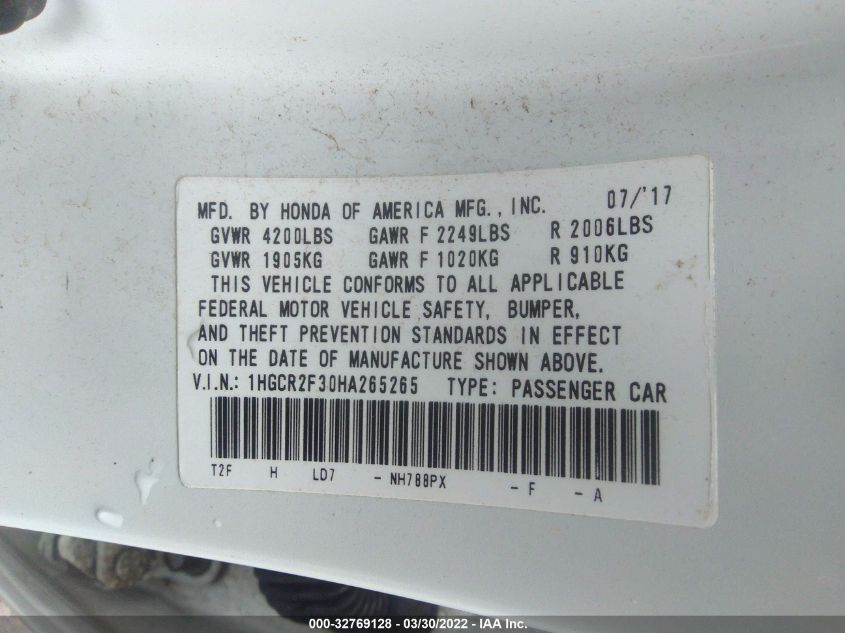 MFD. BY HONDA OF AMERICA MFG., INC. 07/'17
GVWR 4200LBS GAWR F 2249LBS R 2006LBS
GVWR 1905KG GAWR F 1020KG R 910KG
THIS VEHICLE CONFORMS TO ALL APPLICABLE
FEDERAL MOTOR VEHICLE SAFETY, BUMPER,
AND THEFT PREVENTION STANDARDS IN EFFECT
ON THE DATE OF MANUFACTURE SHOWN ABOVE.
V.I.N.: 1HGCR2F30HA265265 TYPE: PASSENGER CAR
T2F H LD7 - NH788PX - F - A
000-32769128 - 03/30/2022 - IAA Inc.